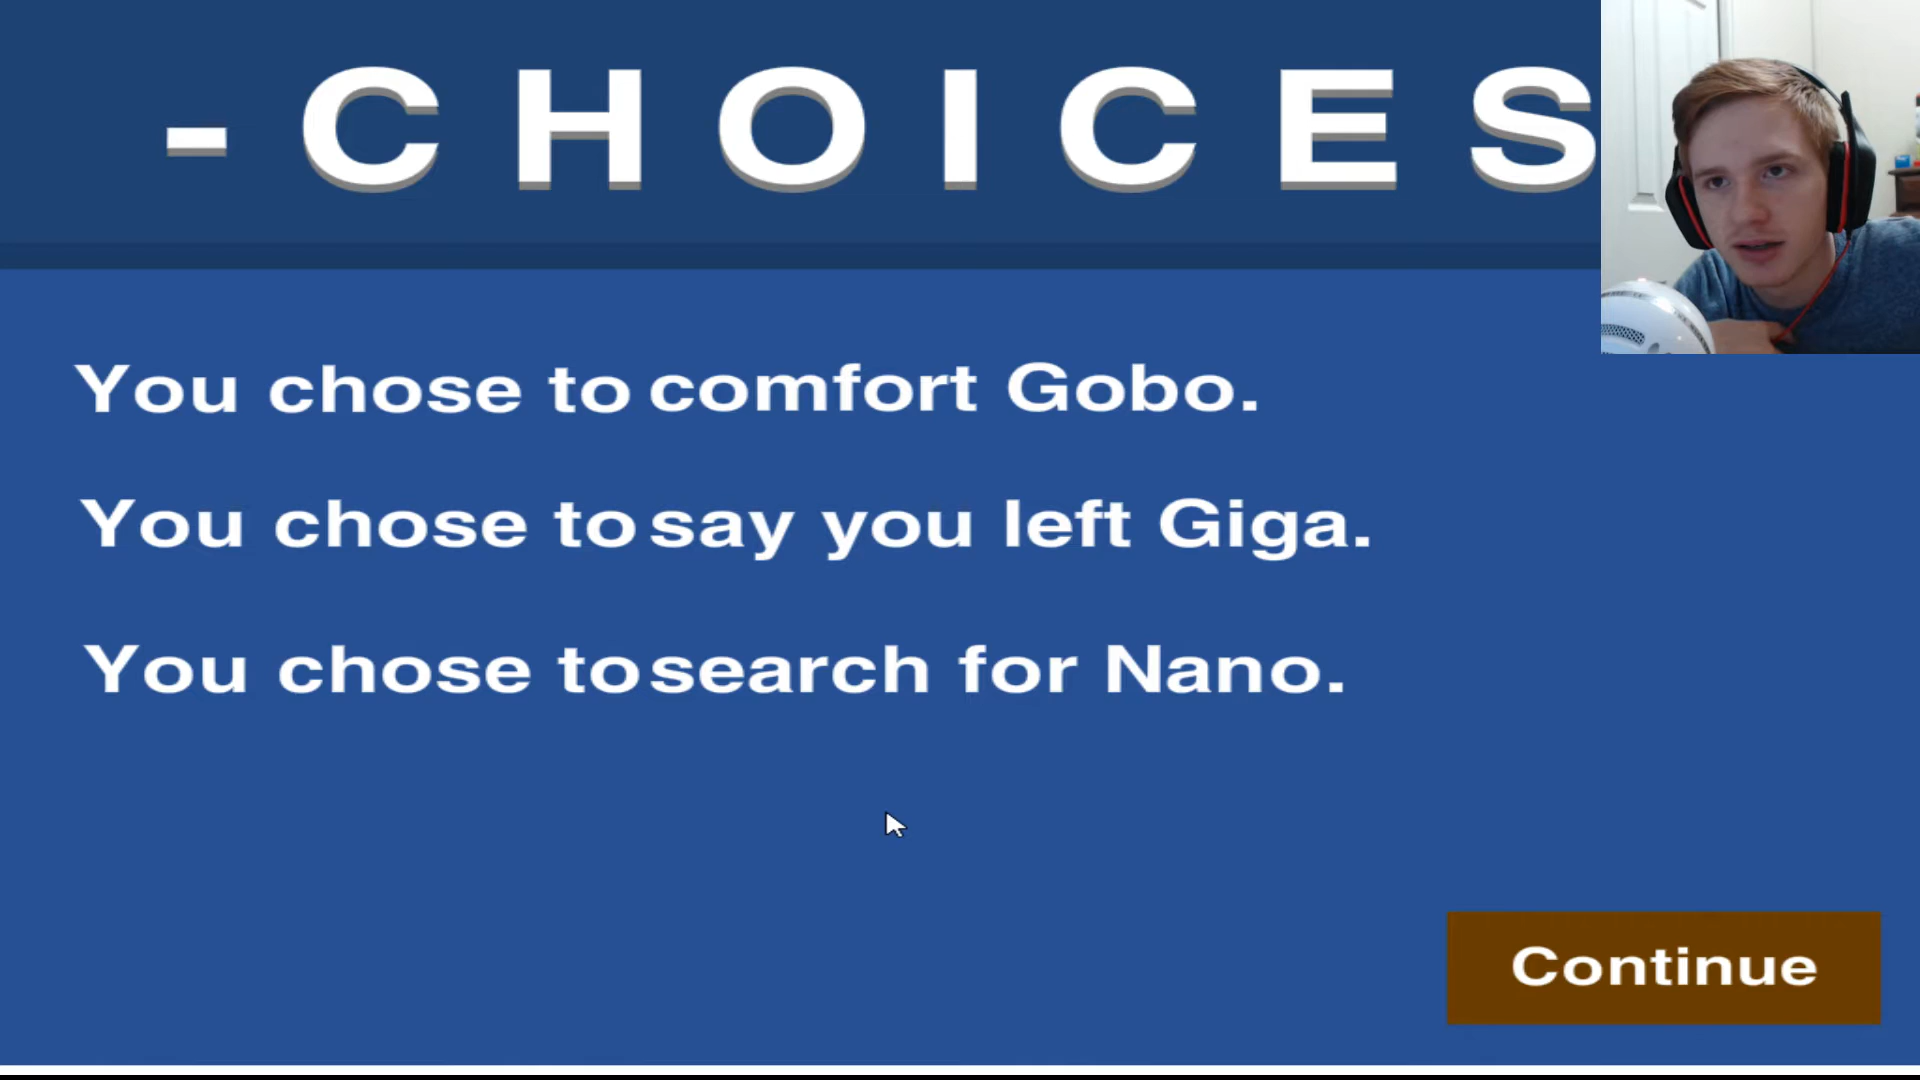 - C H O I C E S
You chose to comfort Gobo.
You chose to say you left Giga.
You chose to search for Nano.
Continue